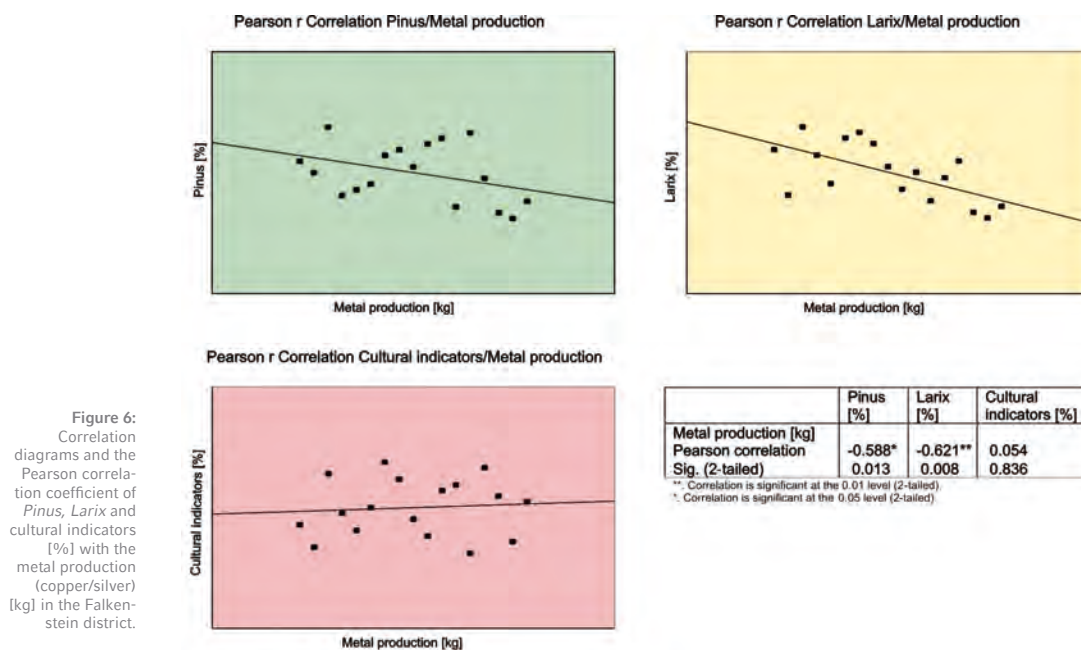 Pearson r Correlation Pinus/Metal production
Pinus [%]
Metal production [kg]
Pearson r Correlation Larix/Metal production
Larix [%]
Metal production [kg]
Pearson r Correlation Cultural indicators/Metal production
Cultural indicators [%]
Metal production [kg]
Pinus [%] Larix [%] Cultural indicators [%]
Metal production [kg]
Pearson correlation -0.588* -0.621** 0.054
Sig. (2-tailed) 0.013 0.008 0.836
**. Correlation is significant at the 0.01 level (2-tailed)
*. Correlation is significant at the 0.05 level (2-tailed)
Figure 6:
Correlation
diagrams and the
Pearson correla-
tion coefficient of
Pinus, Larix and
cultural indicators
[%] with the
metal production
(copper/silver)
[kg] in the Falken-
stein district.